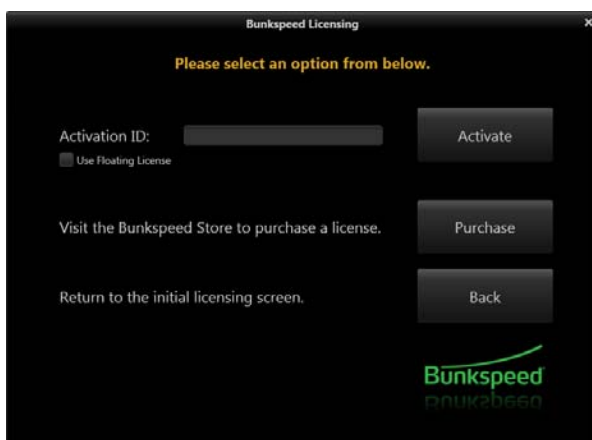 Bunkspeed Licensing
Please select an option from below.
Activation ID:
Activate
Use Floating License
Visit the Bunkspeed Store to purchase a license.
Purchase
Return to the initial licensing screen.
Back
Bunkspeed